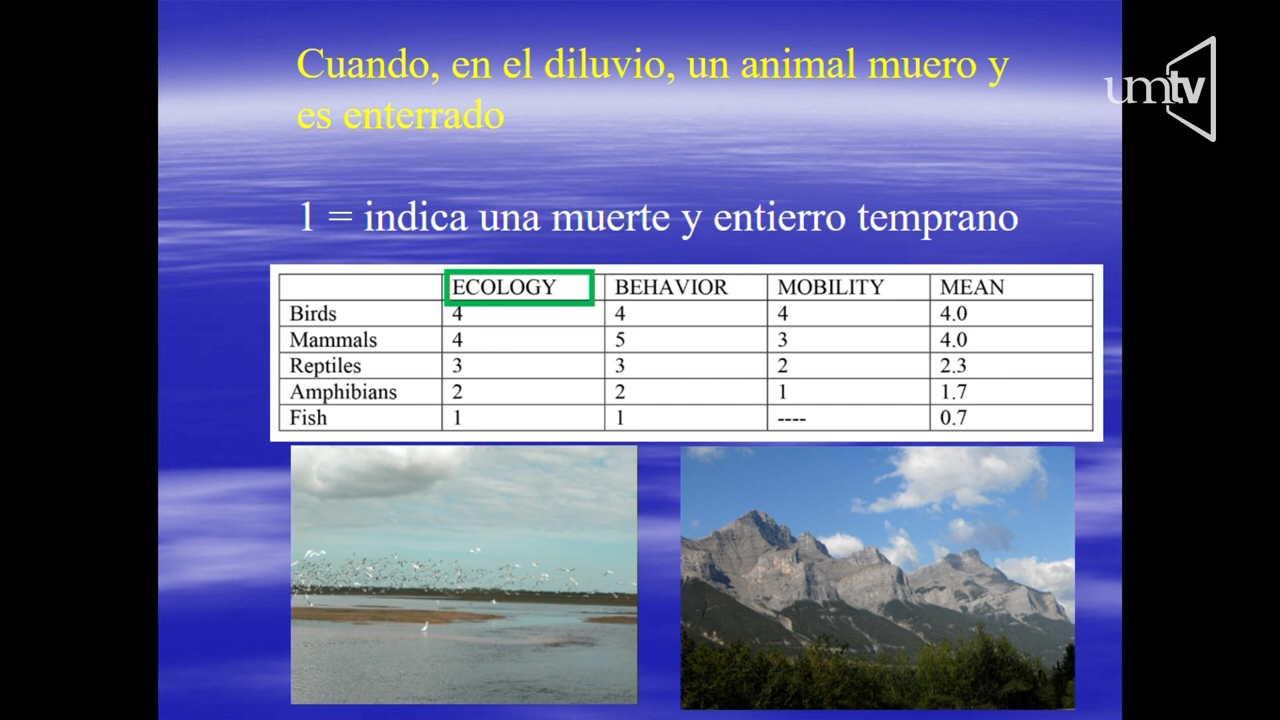 Cuando, en el diluvio, un animal muero y
es enterrado
umtv
1 = indica una muerte y entierro temprano
ECOLOGY BEHAVIOR MOBILITY MEAN
Birds 4 4 4 4.0
Mammals 4 5 3 4.0
Reptiles 3 3 2 2.3
Amphibians 2 2 1 1.7
Fish 1 1 ---- 0.7